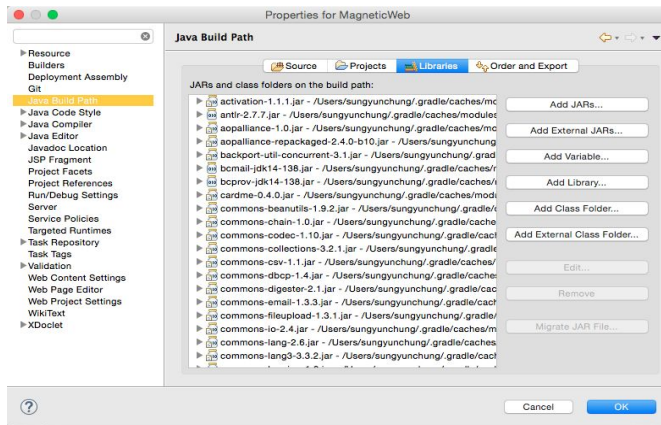 Properties for MagneticWeb
Java Build Path
Resource
Builders
Deployment Assembly
Git
Java Build Path
Java Code Style
Java Compiler
Java Editor
Javadoc Location
JSP Fragment
Project Facets
Project References
Run/Debug Settings
Server
Service Policies
Targeted Runtimes
Task Repository
Task Tags
Validation
Web Content Settings
Web Page Editor
Web Project Settings
WikiText
XDoclet
Source Projects Libraries Order and Export
JARs and class folders on the build path:
activation-1.1.1.jar - /Users/sungyunchung/.gradle/caches/mo
antlr-2.7.7.jar - /Users/sungyunchung/.gradle/caches/modules
aopalliance-1.0.jar - /Users/sungyunchung/.gradle/caches/mo
aopalliance-repackaged-2.4.0-b10.jar - /Users/sungyunchung
backport-util-concurrent-3.1.jar - /Users/sungyunchung/.grad
bcmail-jdk14-138.jar - /Users/sungyunchung/.gradle/caches/
bcprov-jdk14-138.jar - /Users/sungyunchung/.gradle/caches/
cardme-0.4.0.jar - /Users/sungyunchung/.gradle/caches/modu
commons-beanutils-1.9.2.jar - /Users/sungyunchung/.gradle/
commons-chain-1.0.jar - /Users/sungyunchung/.gradle/cache
commons-codec-1.10.jar - /Users/sungyunchung/.gradle/cac
commons-collections-3.2.1.jar - /Users/sungyunchung/.gradle
commons-csv-1.1.jar - /Users/sungyunchung/.gradle/caches
commons-dbcp-1.4.jar - /Users/sungyunchung/.gradle/cache
commons-digester-2.1.jar - /Users/sungyunchung/.gradle/cac
commons-email-1.3.3.jar - /Users/sungyunchung/.gradle/cac
commons-fileupload-1.3.1.jar - /Users/sungyunchung/.gradle
commons-io-2.4.jar - /Users/sungyunchung/.gradle/caches/m
commons-lang-2.6.jar - /Users/sungyunchung/.gradle/caches
commons-lang3-3.3.2.jar - /Users/sungyunchung/.gradle/cac
Add JARs...
Add External JARs...
Add Variable...
Add Library...
Add Class Folder...
Add External Class Folder...
Edit...
Remove
Migrate JAR File...
?
Cancel
OK